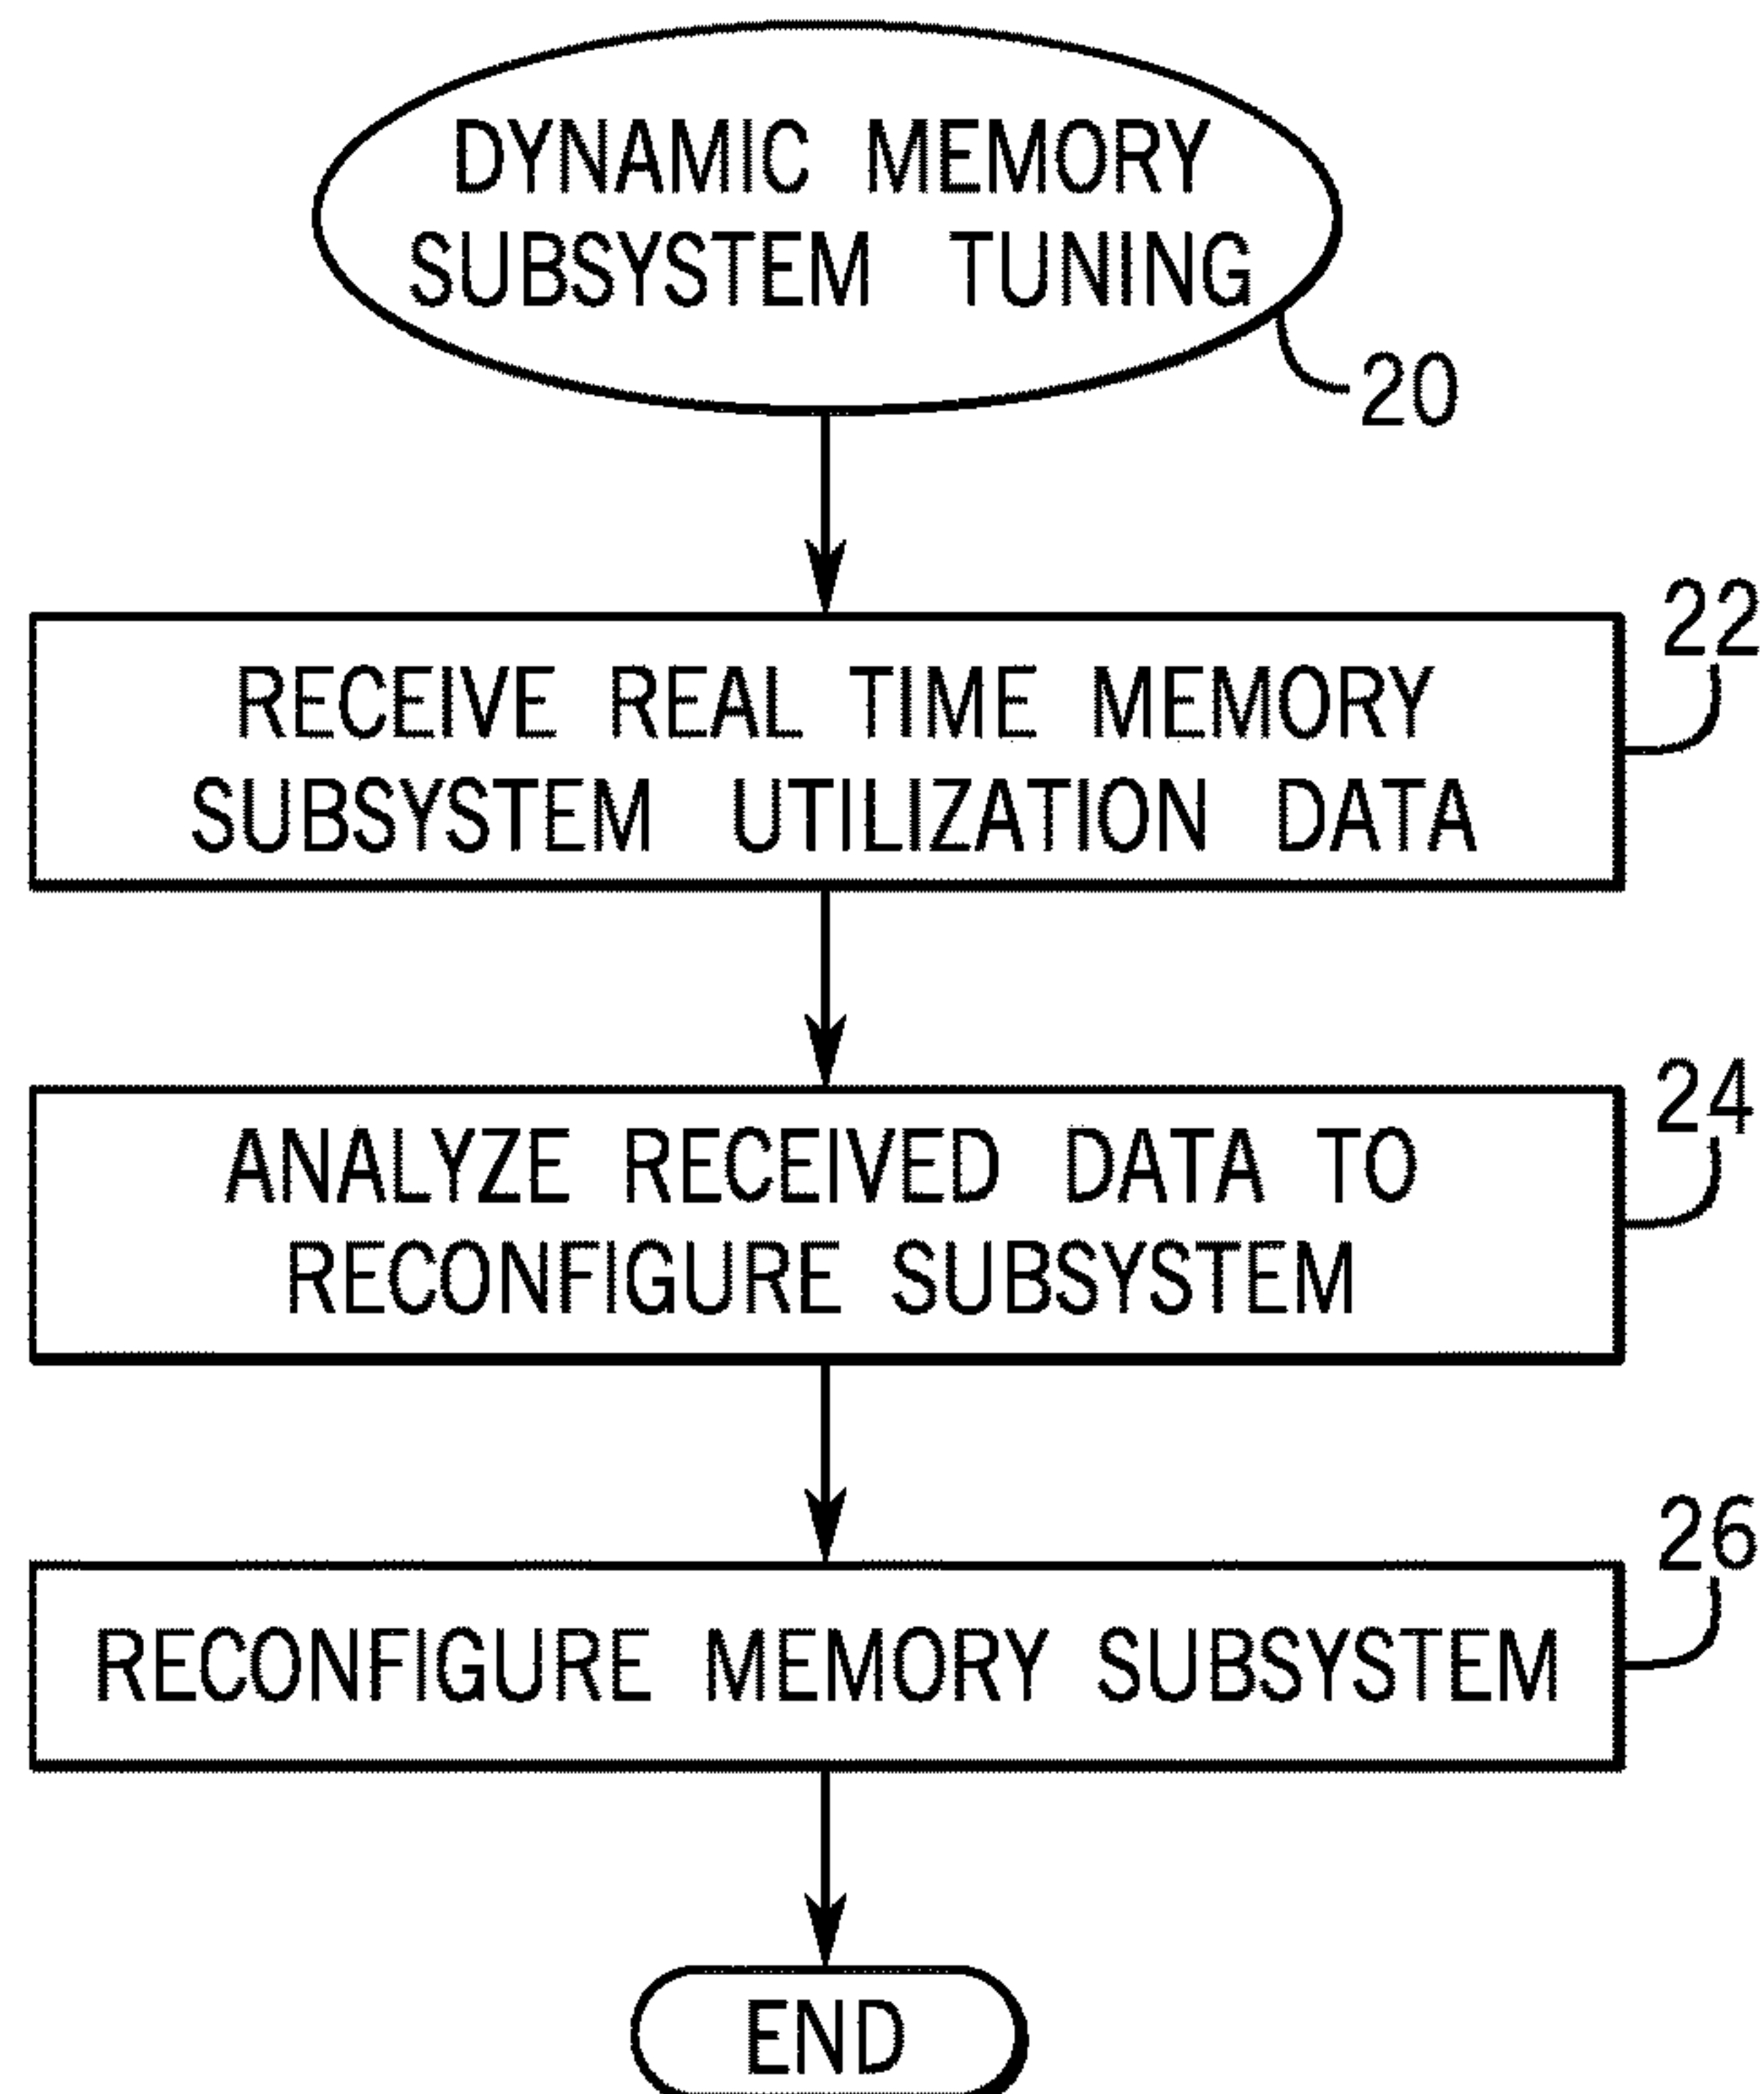 DYNAMIC MEMORY
SUBSYSTEM TUNING
20
22
RECEIVE REAL TIME MEMORY
SUBSYSTEM UTILIZATION DATA
24
ANALYZE RECEIVED DATA TO
RECONFIGURE SUBSYSTEM
26
RECONFIGURE MEMORY SUBSYSTEM
END